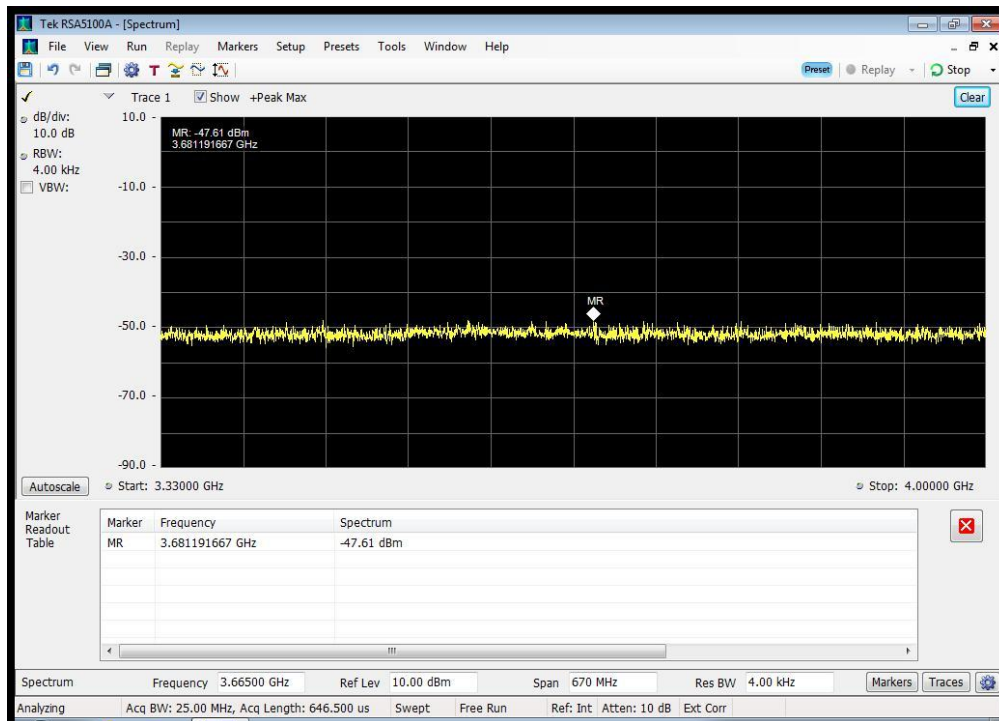 Tek RSA5100A - [Spectrum]
File View Run Replay Markers Setup Presets Tools Window Help
T Preset Replay Stop
Trace 1 Show +Peak Max Clear
dB/div:
10.0 dB
RBW:
4.00 kHz
VBW:
10.0
-10.0
-30.0
-50.0
-70.0
-90.0
MR: -47.61 dBm
3.681191667 GHz
MR
Autoscale Start: 3.33000 GHz Stop: 4.00000 GHz
Marker
Readout
Table
Marker Frequency Spectrum
MR 3.681191667 GHz -47.61 dBm
Spectrum Frequency 3.66500 GHz Ref Lev 10.00 dBm Span 670 MHz Res BW 4.00 kHz Markers Traces
Analyzing Acq BW: 25.00 MHz, Acq Length: 646.500 us Swept Free Run Ref: Int Atten: 10 dB Ext Corr